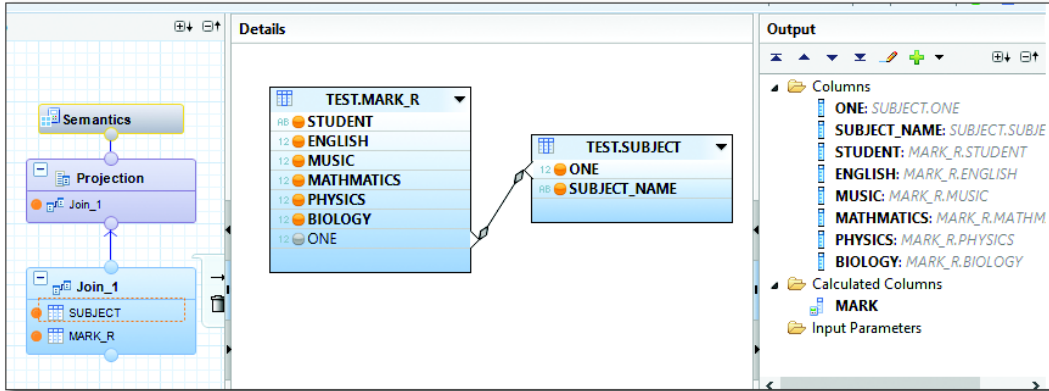 Details
Output
Semantics
Projection
Join_1
Join_1
SUBJECT
MARK_R
TEST.MARK_R
AB STUDENT
12 ENGLISH
12 MUSIC
12 MATHMATICS
12 PHYSICS
12 BIOLOGY
12 ONE
TEST.SUBJECT
12 ONE
AB SUBJECT_NAME
Columns
ONE: SUBJECT.ONE
SUBJECT_NAME: SUBJECT.SUBJE
STUDENT: MARK_R.STUDENT
ENGLISH: MARK_R.ENGLISH
MUSIC: MARK_R.MUSIC
MATHMATICS: MARK_R.MATHM
PHYSICS: MARK_R.PHYSICS
BIOLOGY: MARK_R.BIOLOGY
Calculated Columns
MARK
Input Parameters